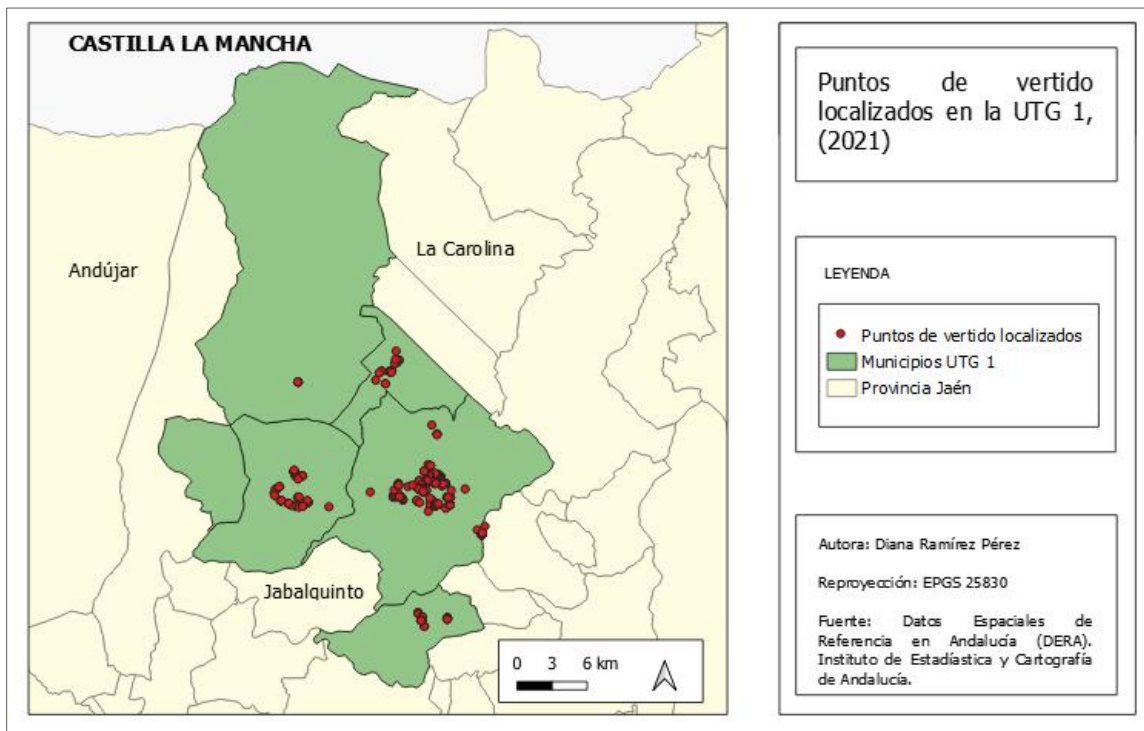 CASTILLA LA MANCHA
La Carolina
Andújar
Jabalquinto
0 3 6 km
Puntos de vertido
localizados en la UTG 1,
(2021)
LEYENDA
Puntos de vertido localizados
Municipios UTG 1
Provincia Jaén
Autora: Diana Ramírez Pérez
Reproyección: EPGS 25830
Fuente: Datos Espaciales de
Referencia en Andalucía (DERA).
Instituto de Estadíastica y Cartografía
de Andalucía.